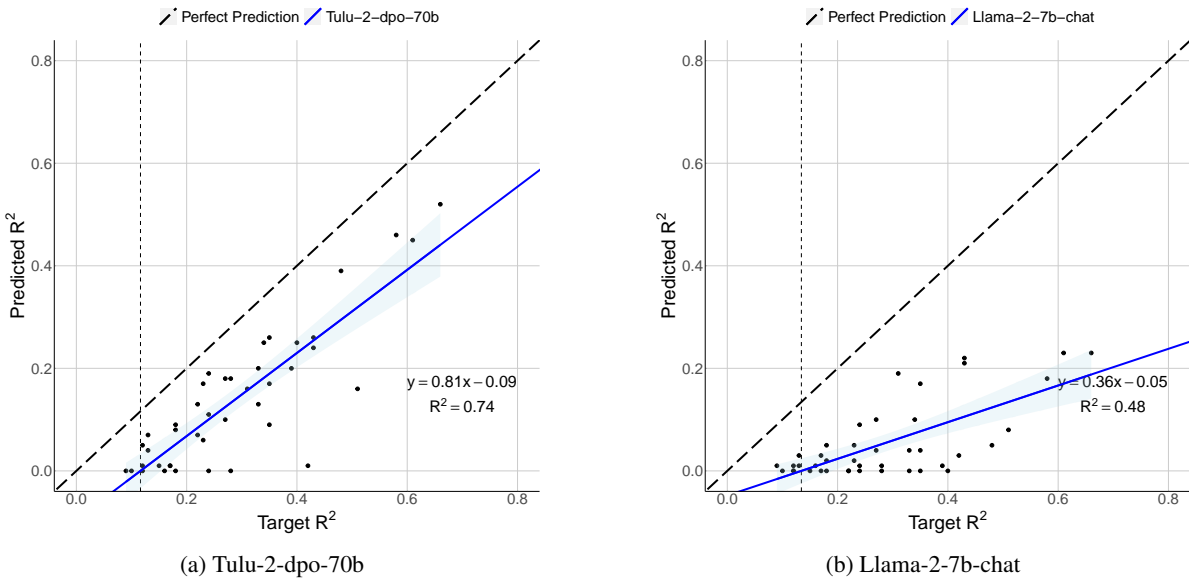 Perfect Prediction Tulu−2−dpo−70b
0.8
0.6
0.4
0.2
0.0
Predicted R²
y = 0.81x − 0.09
R² = 0.74
0.0 0.2 0.4 0.6 0.8
Target R²
(a) Tulu-2-dpo-70b
Perfect Prediction Llama−2−7b−chat
0.8
0.6
0.4
0.2
0.0
Predicted R²
y = 0.36x − 0.05
R² = 0.48
0.0 0.2 0.4 0.6 0.8
Target R²
(b) Llama-2-7b-chat